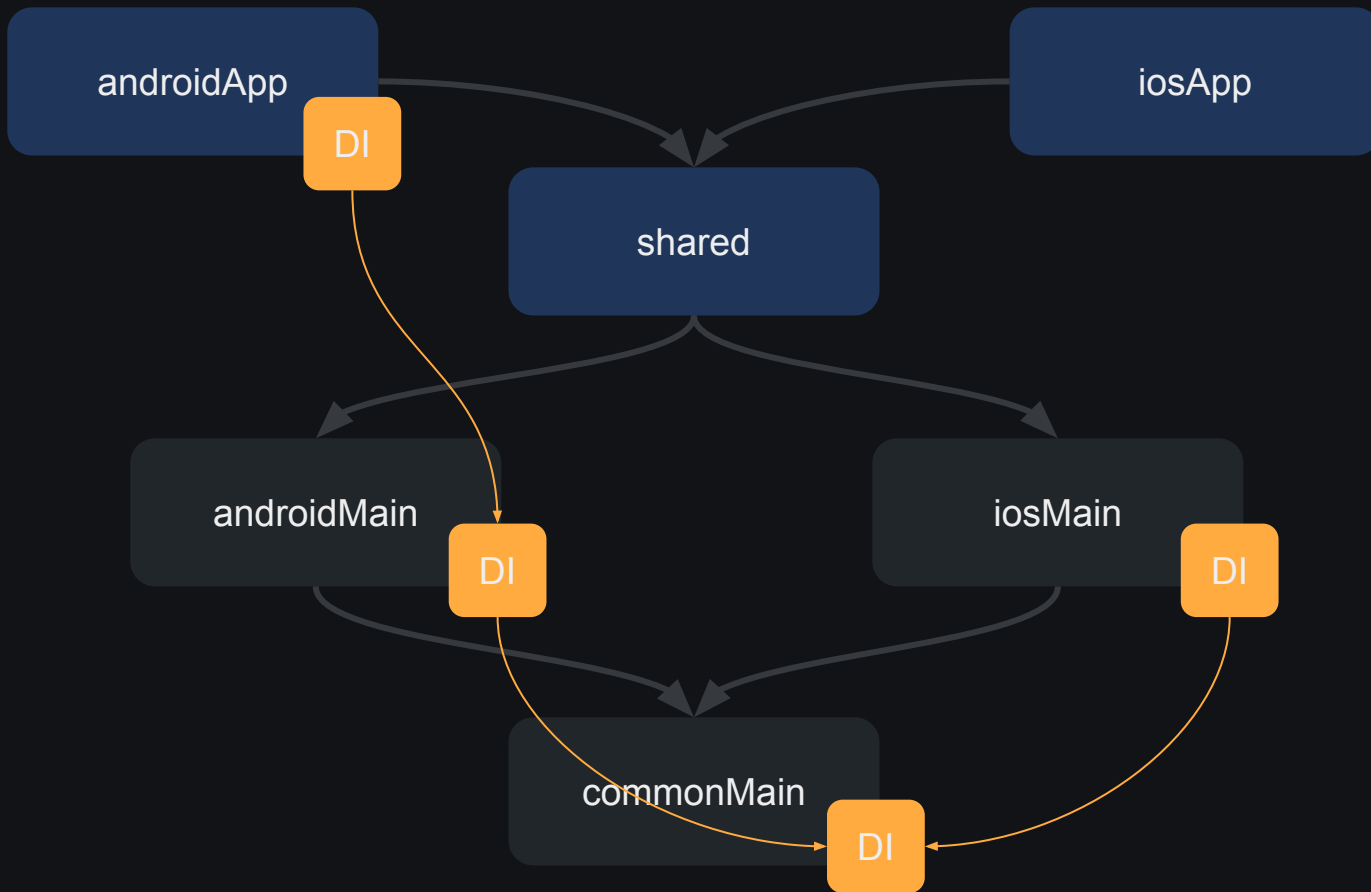 androidApp
iosApp
DI
shared
androidMain
iosMain
DI
DI
commonMain
DI